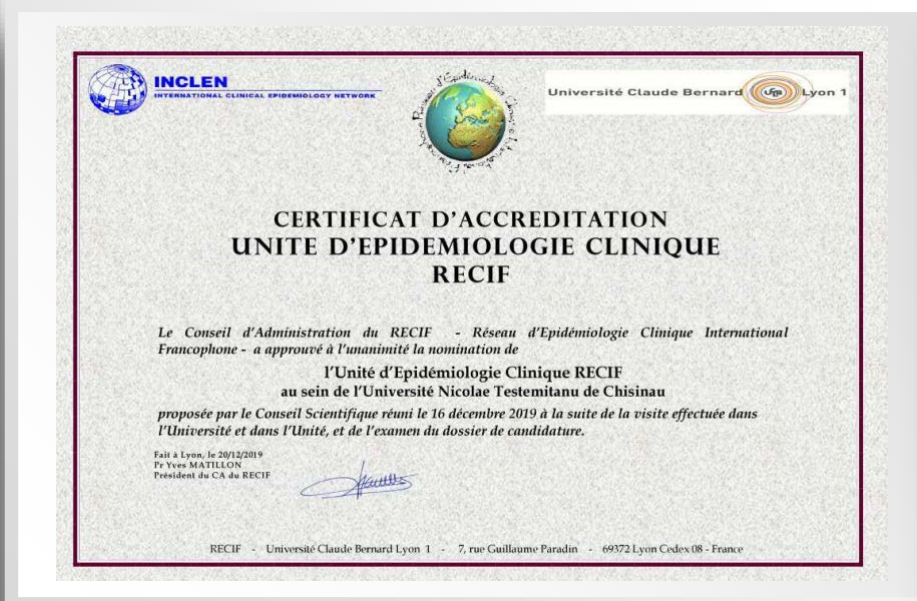 INCLEN
INTERNATIONAL CLINICAL EPIDEMIOLOGY NETWORK
Réseau d'Epidémiologie Clinique International Francophone
Université Claude Bernard Lyon 1
CERTIFICAT D'ACCREDITATION
UNITE D'EPIDEMIOLOGIE CLINIQUE
RECIF
Le Conseil d'Administration du RECIF - Réseau d'Epidémiologie Clinique International
Francophone - a approuvé à l'unanimité la nomination de
l'Unité d'Epidémiologie Clinique RECIF
au sein de l'Université Nicolae Testemitanu de Chisinau
proposée par le Conseil Scientifique réuni le 16 décembre 2019 à la suite de la visite effectuée dans
l'Université et dans l'Unité, et de l'examen du dossier de candidature.
Fait à Lyon, le 20/12/2019
Pr Yves MATILLON
Président du CA du RECIF
RECIF - Université Claude Bernard Lyon 1 - 7, rue Guillaume Paradin - 69372 Lyon Cedex 08 - France